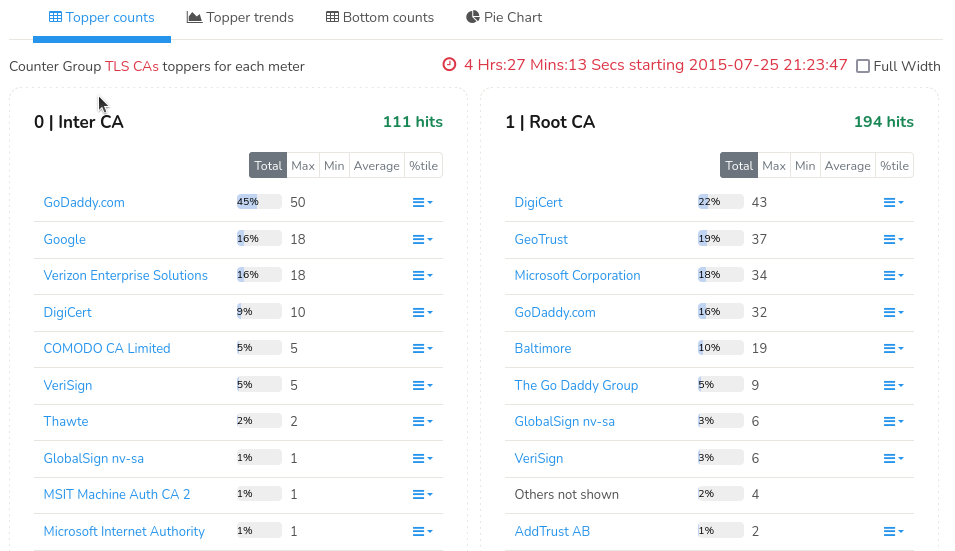 Topper counts Topper trends Bottom counts Pie Chart
Counter Group TLS CAs toppers for each meter
4 Hrs:27 Mins:13 Secs starting 2015-07-25 21:23:47 Full Width
0 | Inter CA 111 hits
Total Max Min Average %tile
GoDaddy.com 45% 50
Google 16% 18
Verizon Enterprise Solutions 16% 18
DigiCert 9% 10
COMODO CA Limited 5% 5
VeriSign 5% 5
Thawte 2% 2
GlobalSign nv-sa 1% 1
MSIT Machine Auth CA 2 1% 1
Microsoft Internet Authority 1% 1
1 | Root CA 194 hits
Total Max Min Average %tile
DigiCert 22% 43
GeoTrust 19% 37
Microsoft Corporation 18% 34
GoDaddy.com 16% 32
Baltimore 10% 19
The Go Daddy Group 5% 9
GlobalSign nv-sa 3% 6
VeriSign 3% 6
Others not shown 2% 4
AddTrust AB 1% 2